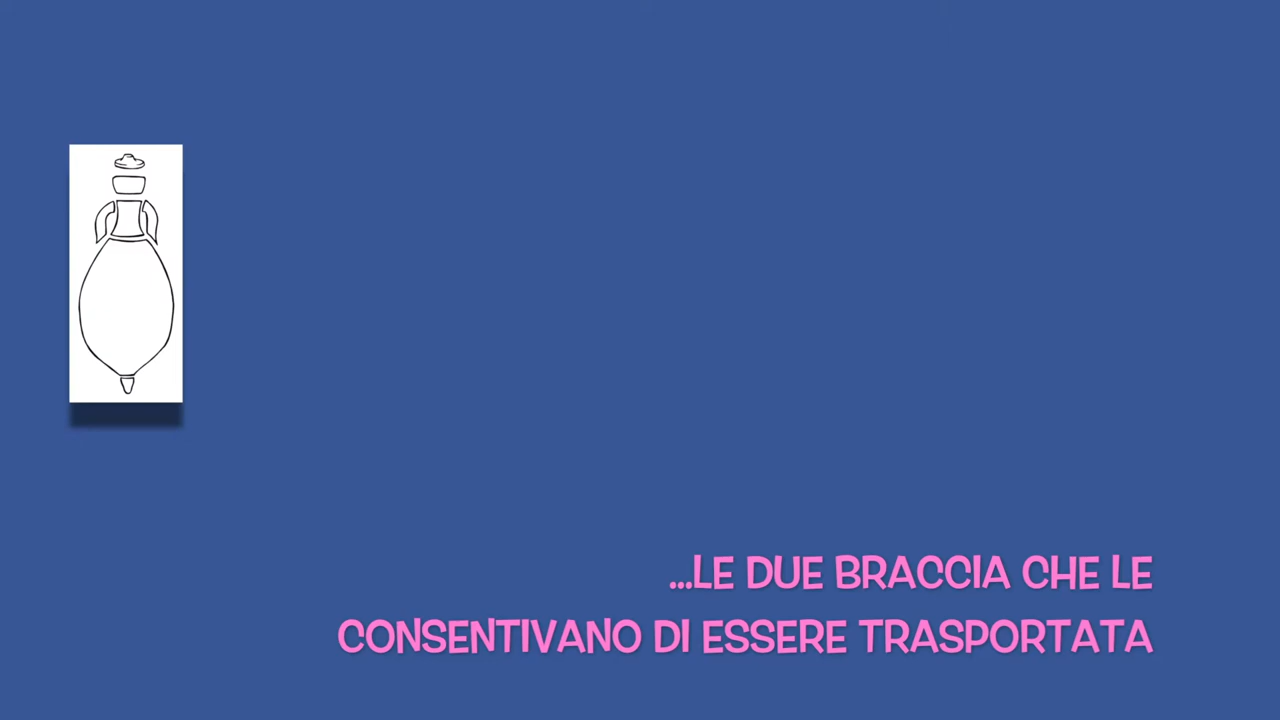 ...LE DUE BRACCIA CHE LE
CONSENTIVANO DI ESSERE TRASPORTATA